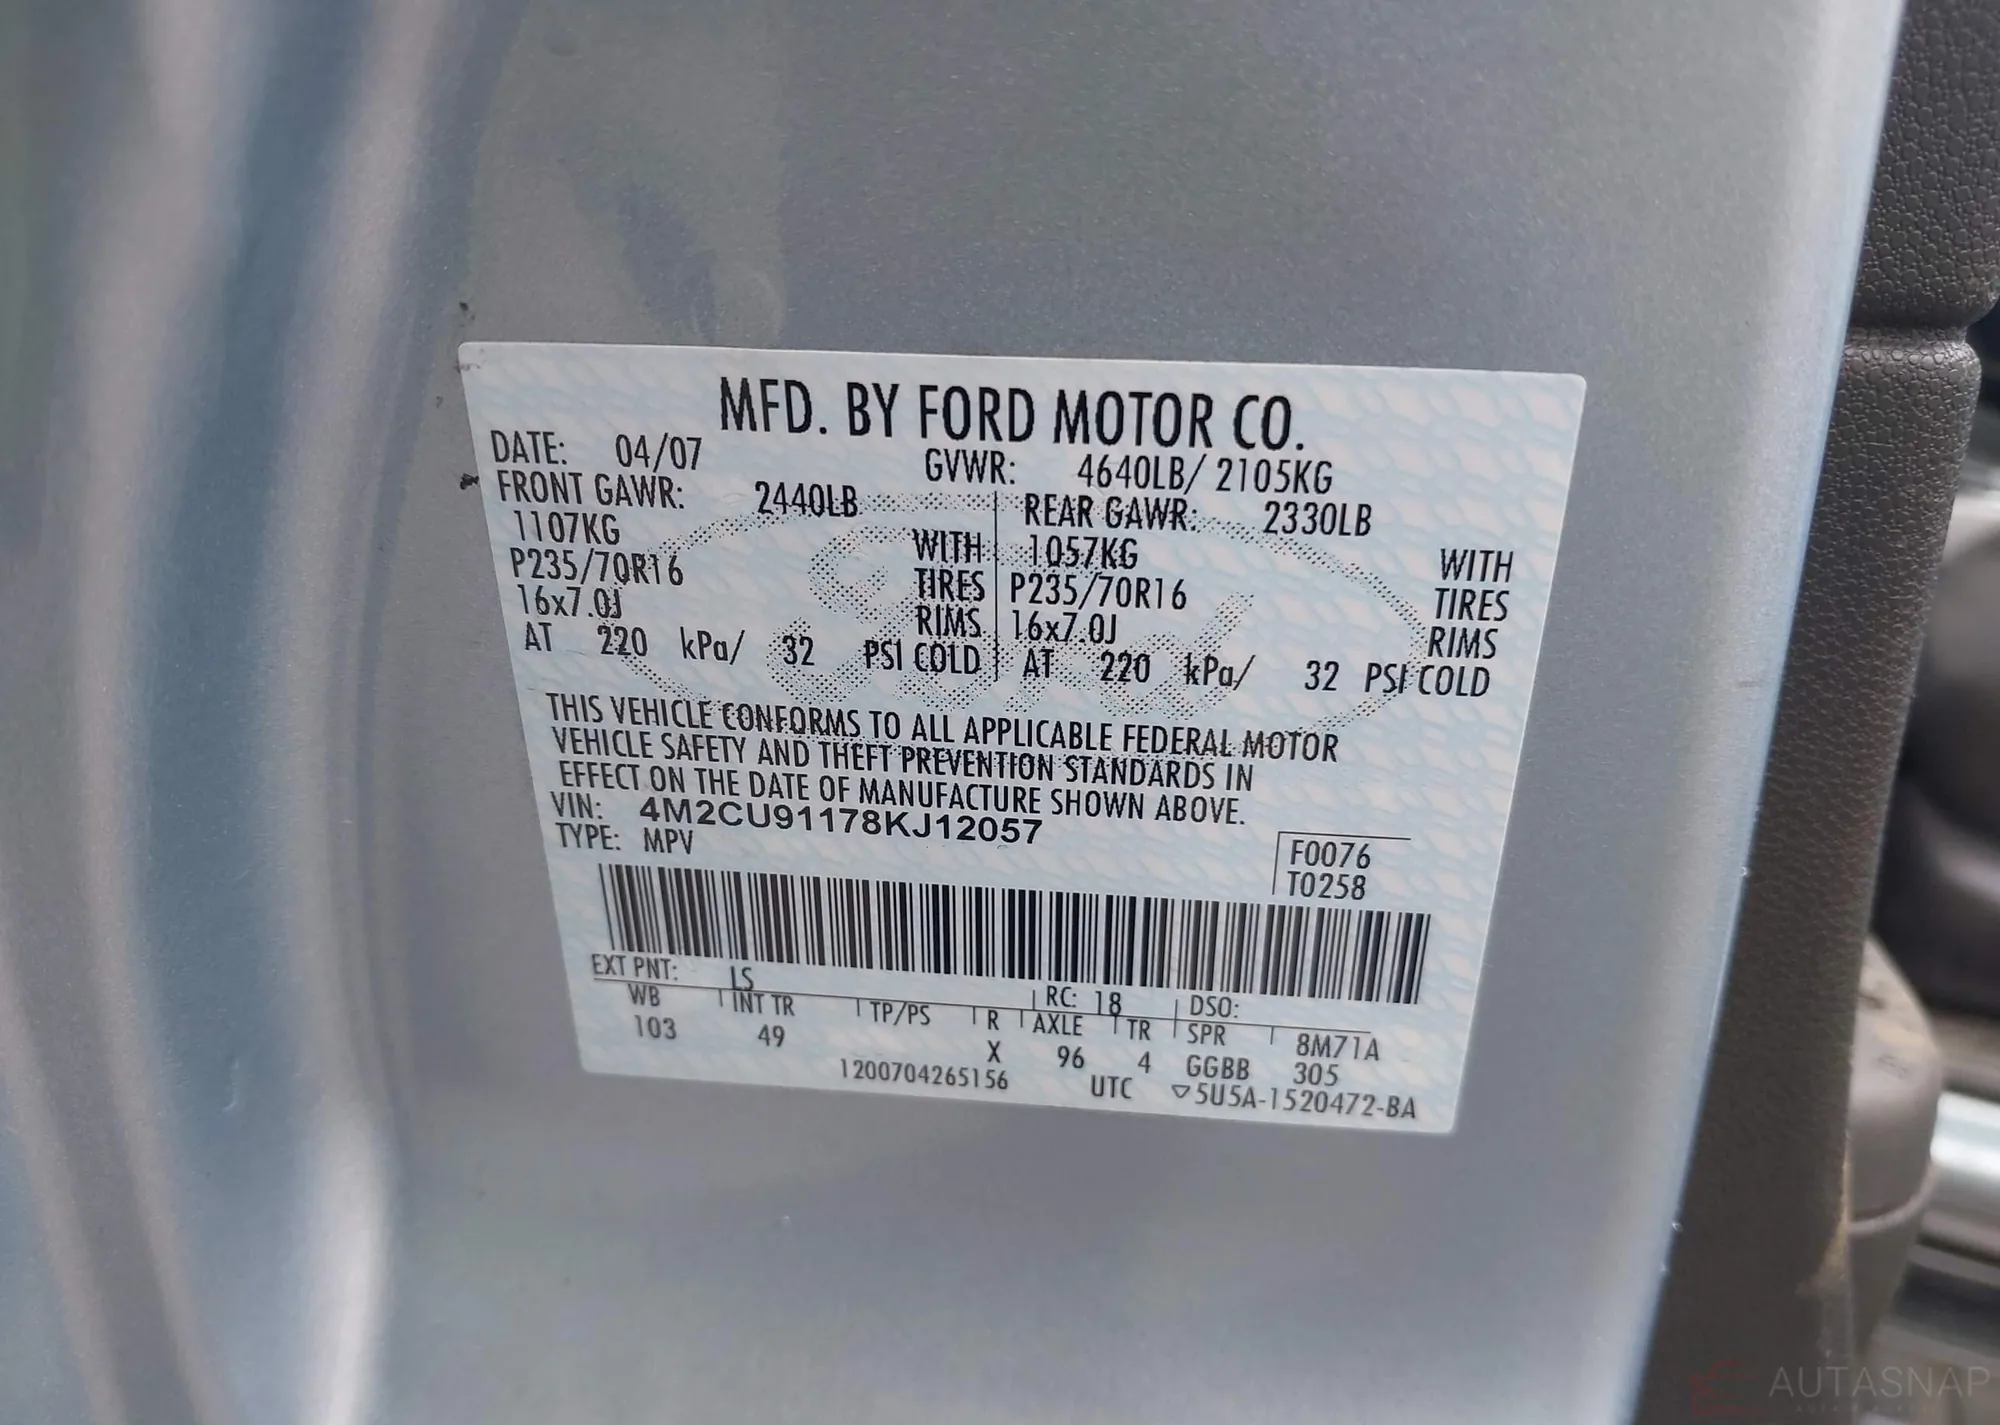 MFD. BY FORD MOTOR CO.
DATE: 04/07 GVWR: 4640LB/ 2105KG
FRONT GAWR: 2440LB REAR GAWR: 2330LB
1107KG WITH 1057KG WITH
P235/70R16 TIRES P235/70R16 TIRES
16x7.0J RIMS 16x7.0J RIMS
AT 220 kPa/ 32 PSI COLD AT 220 kPa/ 32 PSI COLD
THIS VEHICLE CONFORMS TO ALL APPLICABLE FEDERAL MOTOR
VEHICLE SAFETY AND THEFT PREVENTION STANDARDS IN
EFFECT ON THE DATE OF MANUFACTURE SHOWN ABOVE.
VIN: 4M2CU91178KJ12057
TYPE: MPV
F0076
T0258
EXT PNT: LS RC: 18 DSO:
WB INT TR TP/PS R AXLE TR SPR 8M71A
103 49 X 96 4 GGBB 305
1200704265156 UTC ▽5U5A-1520472-BA
Ford
AUTASNAP